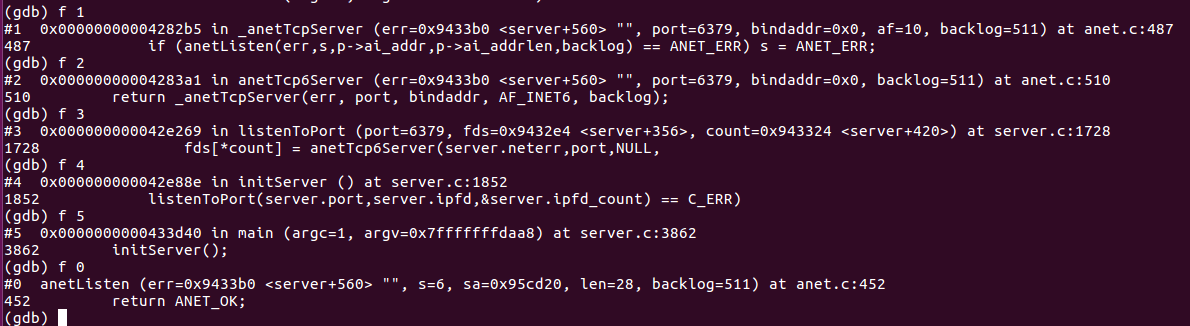 (gdb) f 1
#1  0x00000000004282b5 in _anetTcpServer (err=0x9433b0 <server+560> "", port=6379, bindaddr=0x0, af=10, backlog=511) at anet.c:487
487             if (anetListen(err,s,p->ai_addr,p->ai_addrlen,backlog) == ANET_ERR) s = ANET_ERR;
(gdb) f 2
#2  0x00000000004283a1 in anetTcp6Server (err=0x9433b0 <server+560> "", port=6379, bindaddr=0x0, backlog=511) at anet.c:510
510         return _anetTcpServer(err, port, bindaddr, AF_INET6, backlog);
(gdb) f 3
#3  0x000000000042e269 in listenToPort (port=6379, fds=0x9432e4 <server+356>, count=0x943324 <server+420>) at server.c:1728
1728                fds[*count] = anetTcp6Server(server.neterr,port,NULL,
(gdb) f 4
#4  0x000000000042e88e in initServer () at server.c:1852
1852            listenToPort(server.port,server.ipfd,&server.ipfd_count) == C_ERR)
(gdb) f 5
#5  0x0000000000433d40 in main (argc=1, argv=0x7fffffffdaa8) at server.c:3862
3862        initServer();
(gdb) f 0
#0  anetListen (err=0x9433b0 <server+560> "", s=6, sa=0x95cd20, len=28, backlog=511) at anet.c:452
452         return ANET_OK;
(gdb)